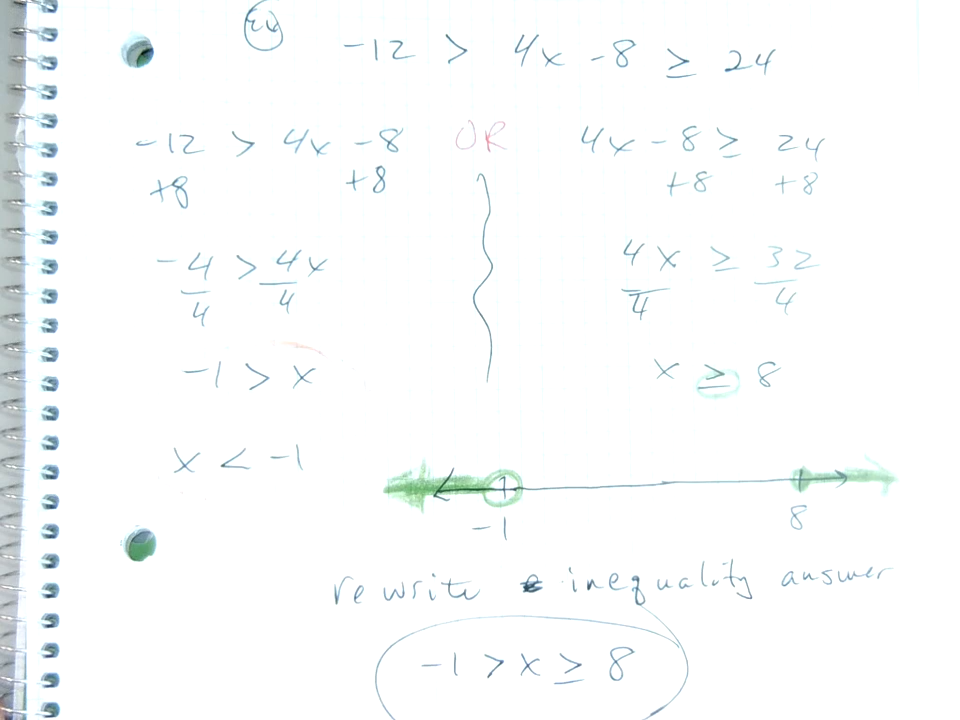 Ex
-12 > 4x - 8 ≥ 24
-12 > 4x - 8 OR 4x - 8 ≥ 24
+8 +8 +8 +8
-4 > 4x 4x ≥ 32
4 4 4 4
-1 > x x ≥ 8
x < -1
-1 8
rewrite inequality answer
-1 > x ≥ 8